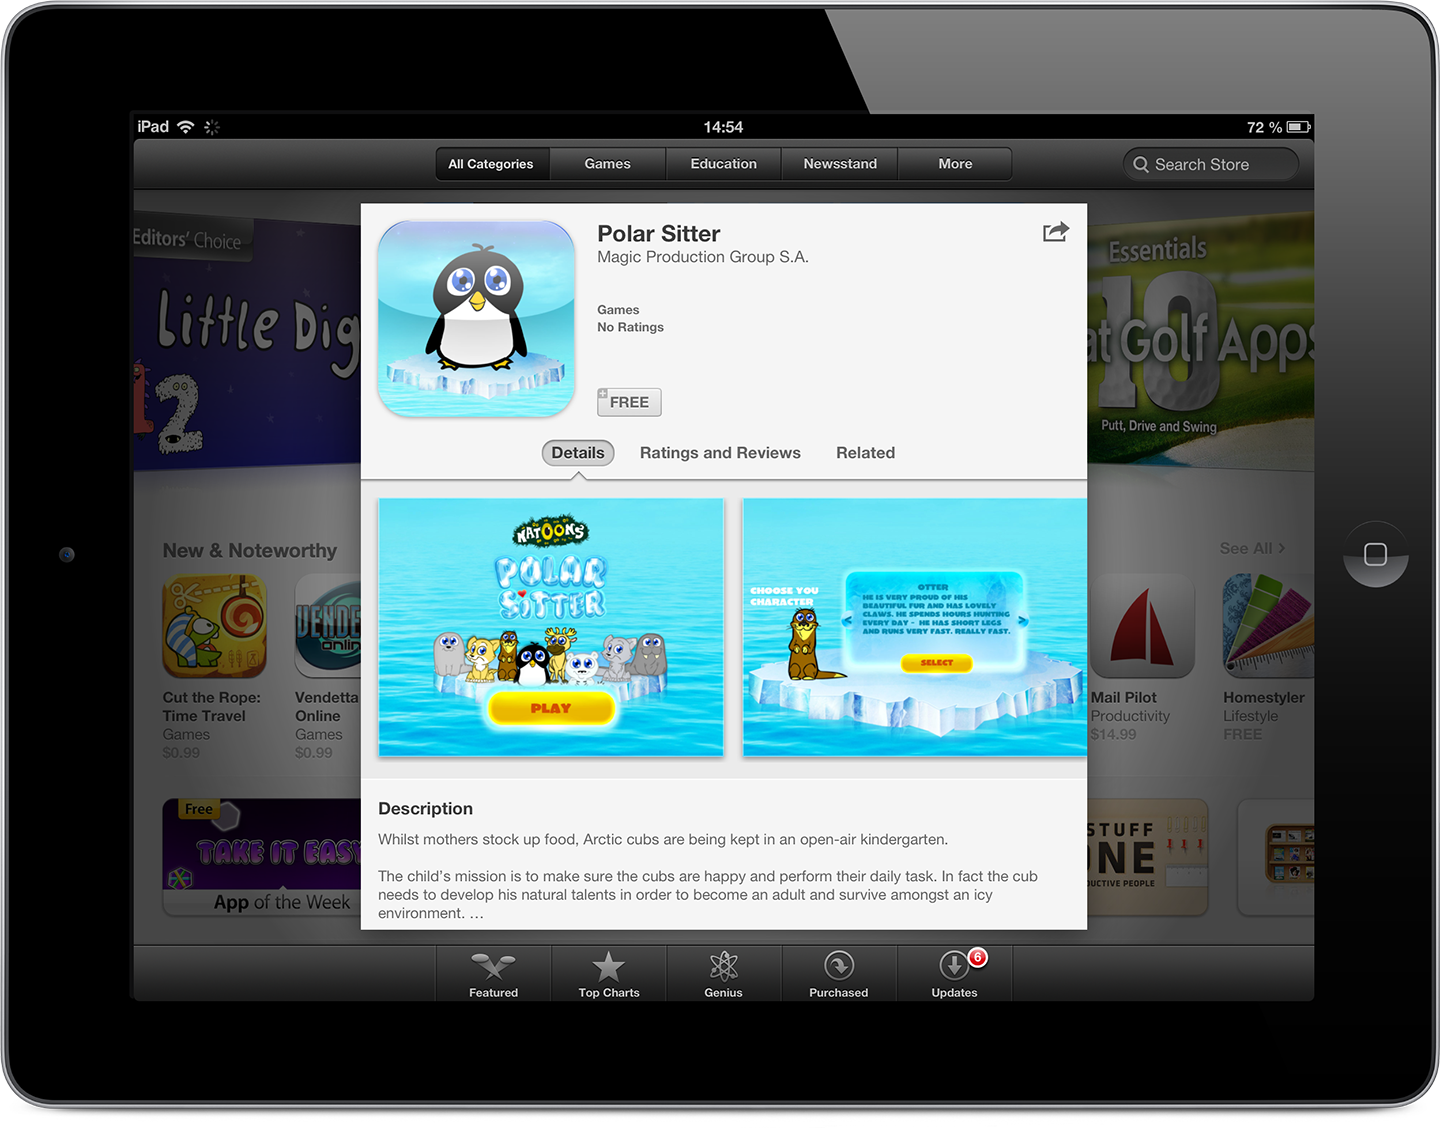 iPad
14:54
72 %
All Categories
Games
Education
Newsstand
More
Search Store
Editors' Choice
Little Dig
12
Essentials
10
at Golf Apps
Putt, Drive and Swing
Polar Sitter
Magic Production Group S.A.
Games
No Ratings
FREE
Details
Ratings and Reviews
Related
NATOONS
POLAR
SITTER
PLAY
CHOOSE YOU
CHARACTER
OTTER
HE IS VERY PROUD OF HIS
BEAUTIFUL FUR AND HAS LOVELY
CLAWS. HE SPENDS HOURS HUNTING
EVERY DAY - HE HAS SHORT LEGS
AND RUNS VERY FAST. REALLY FAST.
SELECT
New & Noteworthy
See All >
VENDE
onlin
Cut the Rope:
Time Travel
Games
$0.99
Vendetta
Online
Games
$0.99
Mail Pilot
Productivity
$14.99
Homestyler
Lifestyle
FREE
Free
TAKE IT EASY
App of the Week
STUFF
ONE
DUCTIVE PEOPLE
Description
Whilst mothers stock up food, Arctic cubs are being kept in an open-air kindergarten.
The child's mission is to make sure the cubs are happy and perform their daily task. In fact the cub
needs to develop his natural talents in order to become an adult and survive amongst an icy
environment. ...
Featured
Top Charts
Genius
Purchased
Updates
6